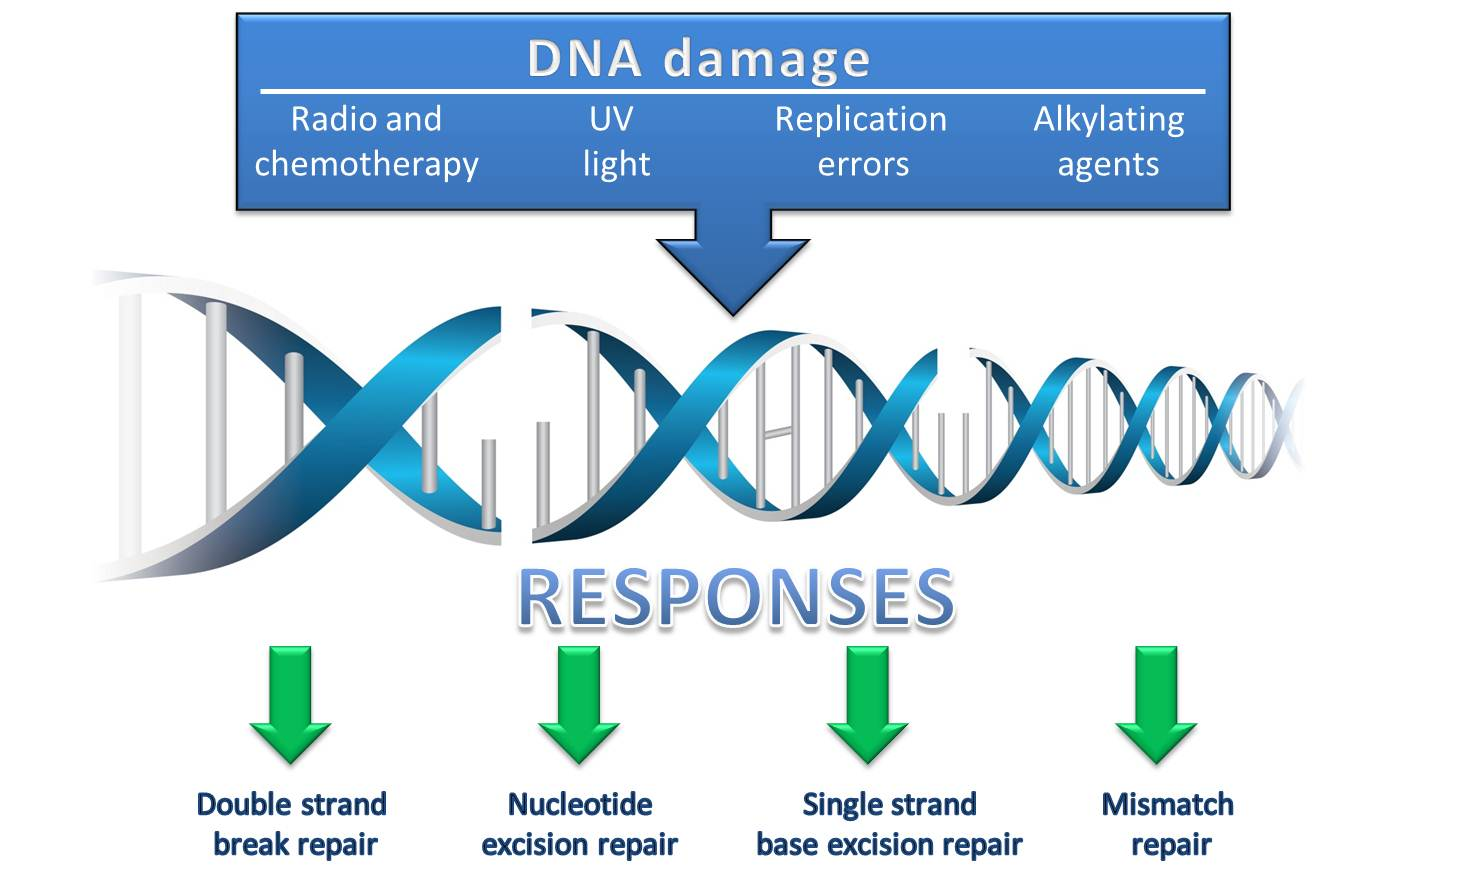 DNA damage
Radio and
chemotherapy
UV
light
Replication
errors
Alkylating
agents
RESPONSES
Double strand
break repair
Nucleotide
excision repair
Single strand
base excision repair
Mismatch
repair